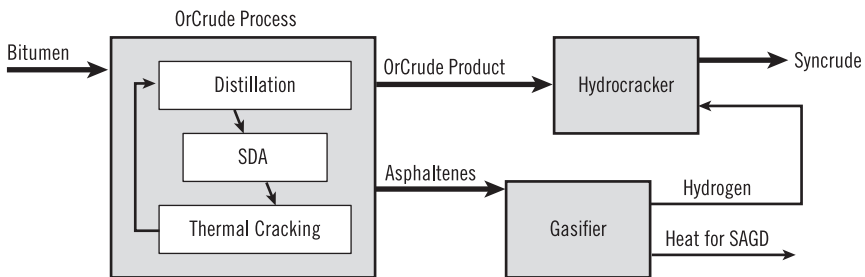 OrCrude Process
Bitumen
Distillation
SDA
Thermal Cracking
OrCrude Product
Hydrocracker
Syncrude
Asphaltenes
Gasifier
Hydrogen
Heat for SAGD